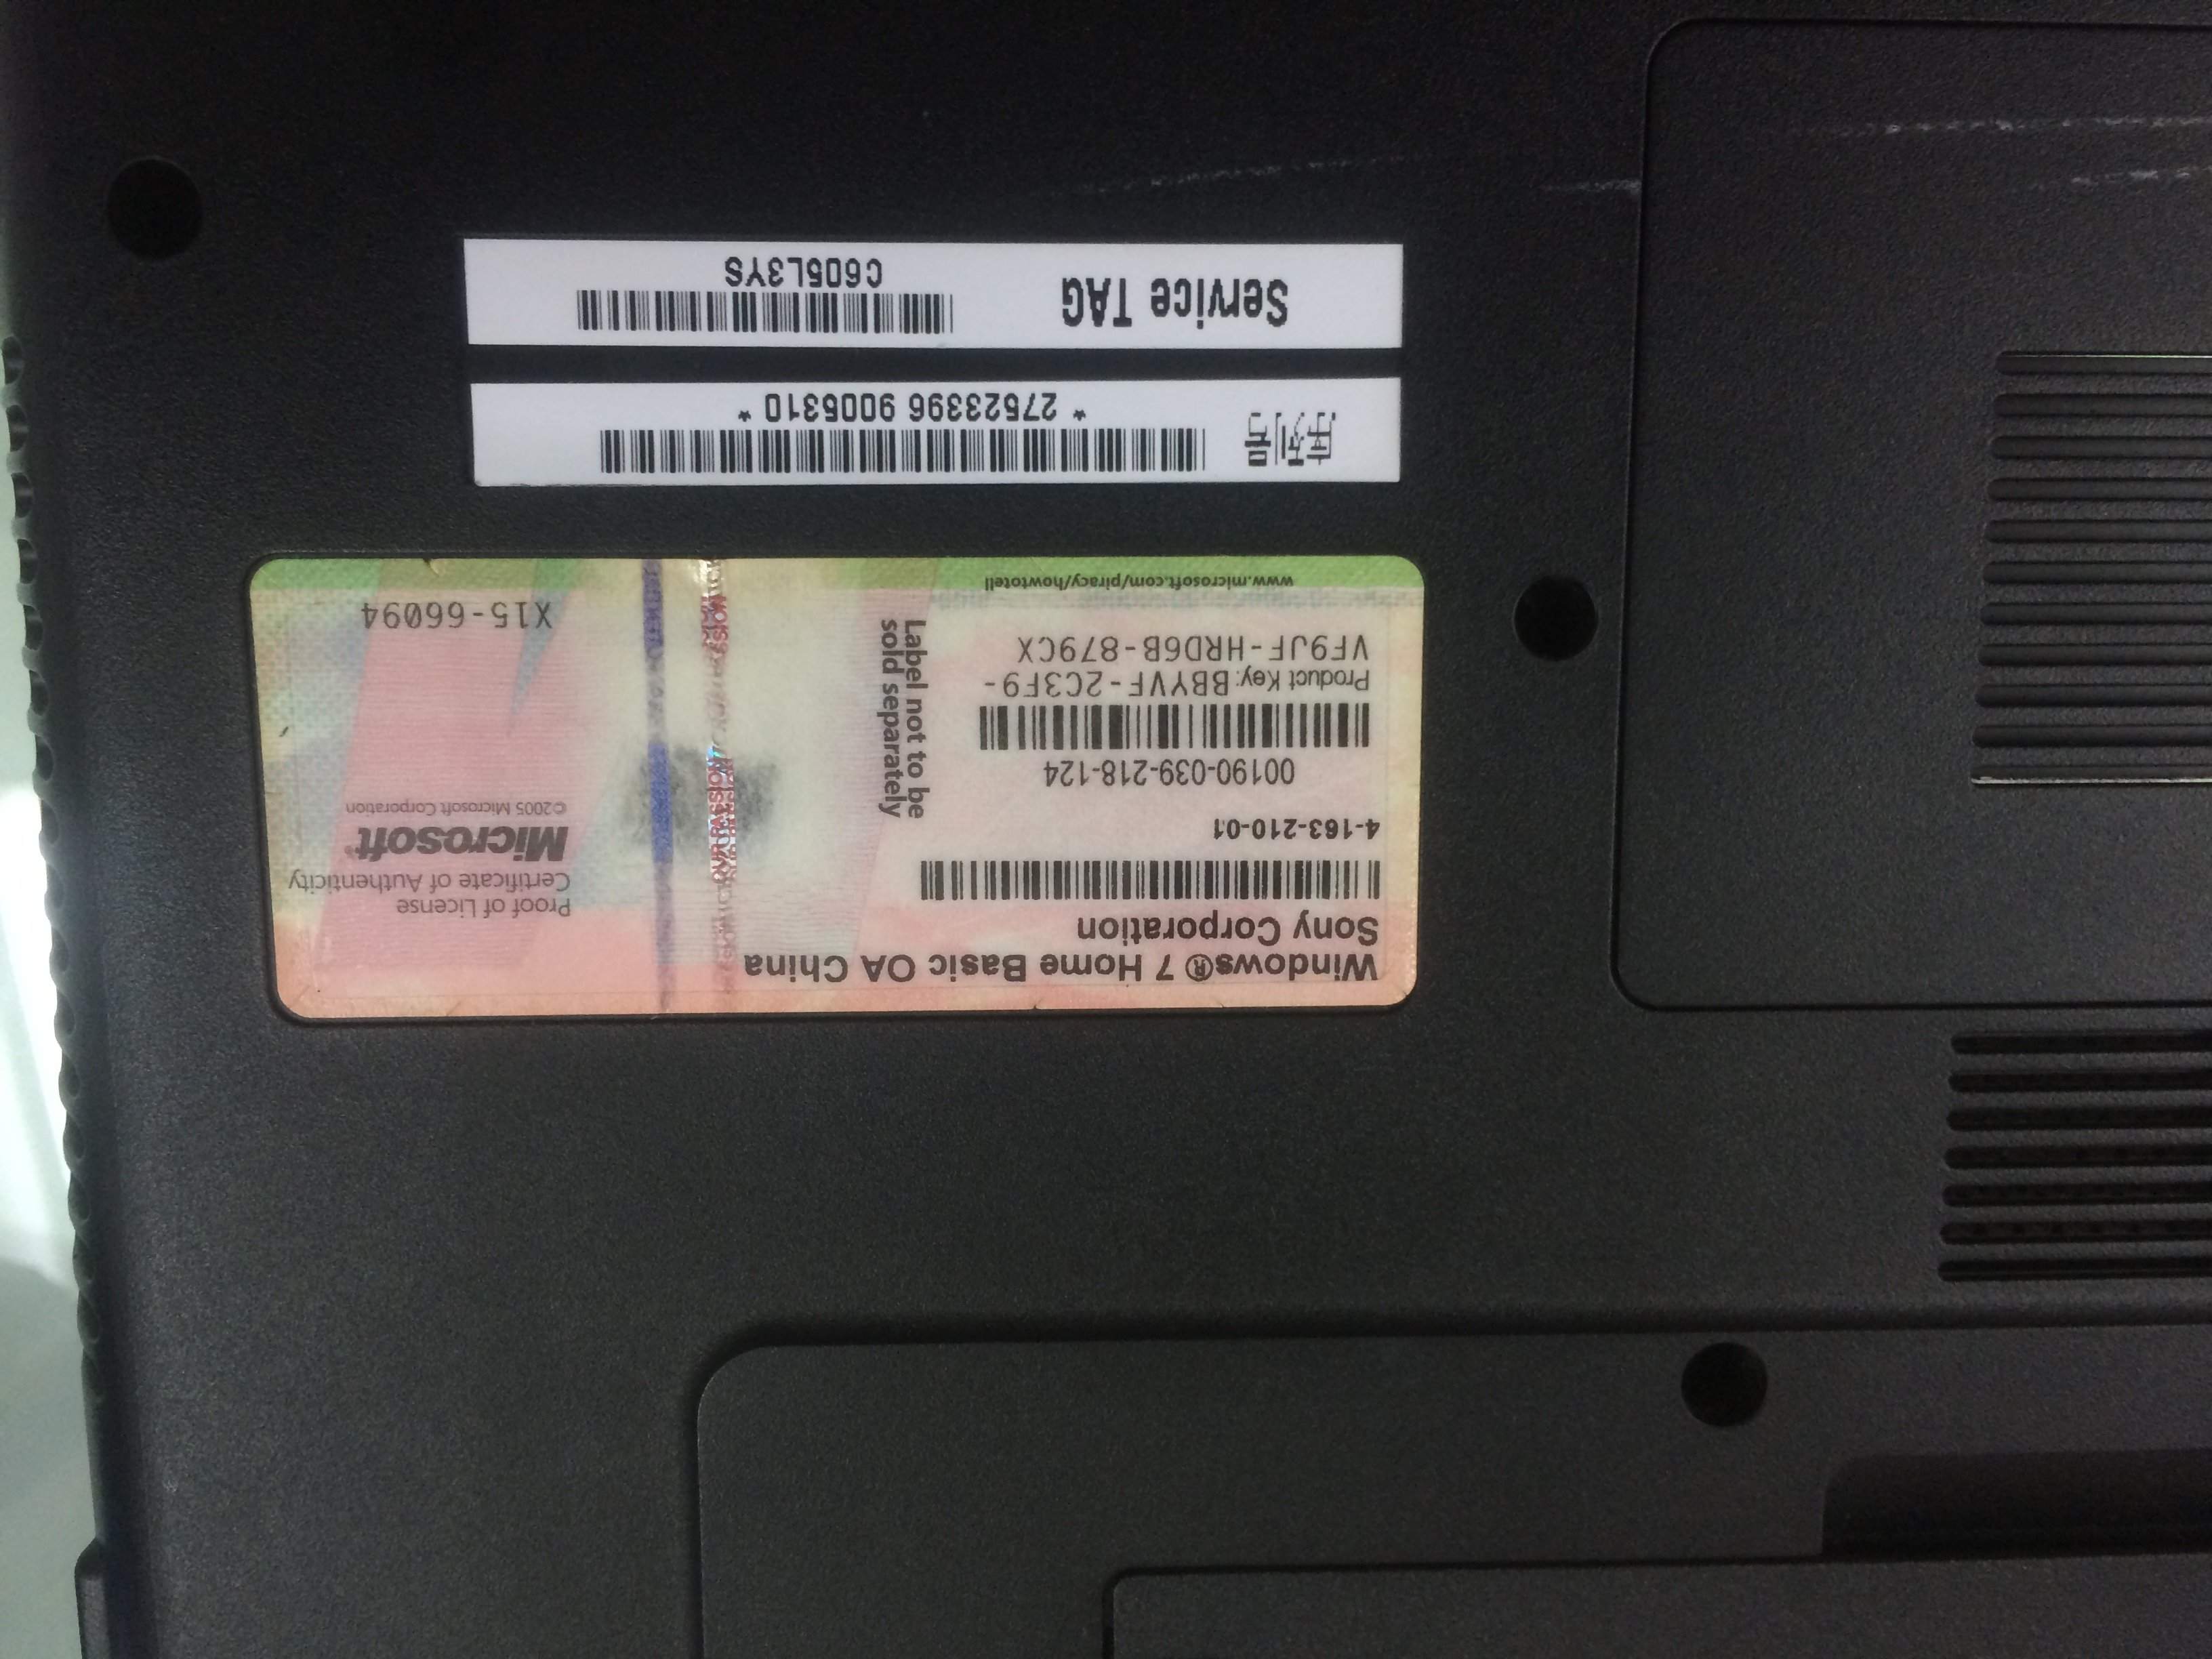 Windows® 7 Home Basic OA China
Sony Corporation
4-163-210-01
00190-039-218-124
Product Key: BBYVF-2C3F9-
VF9JF-HRD6B-879CX
www.microsoft.com/piracy/howtotell
Label not to be
sold separately
Proof of License
Certificate of Authenticity
Microsoft®
©2005 Microsoft Corporation
X15-66094
序列号
* 27523396 9005310 *
Service TAG
C605L3YS